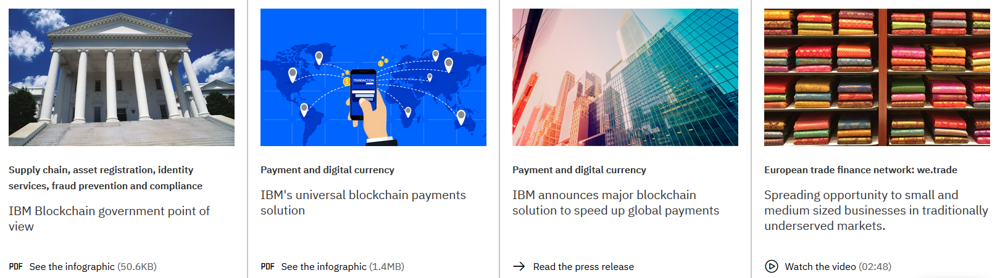 Supply chain, asset registration, identity
services, fraud prevention and compliance
IBM Blockchain government point of
view
PDF See the infographic (50.6KB)
TRANSACTION
Payment and digital currency
IBM's universal blockchain payments
solution
PDF See the infographic (1.4MB)
Payment and digital currency
IBM announces major blockchain
solution to speed up global payments
Read the press release
European trade finance network: we.trade
Spreading opportunity to small and
medium sized businesses in traditionally
underserved markets.
Watch the video (02:48)